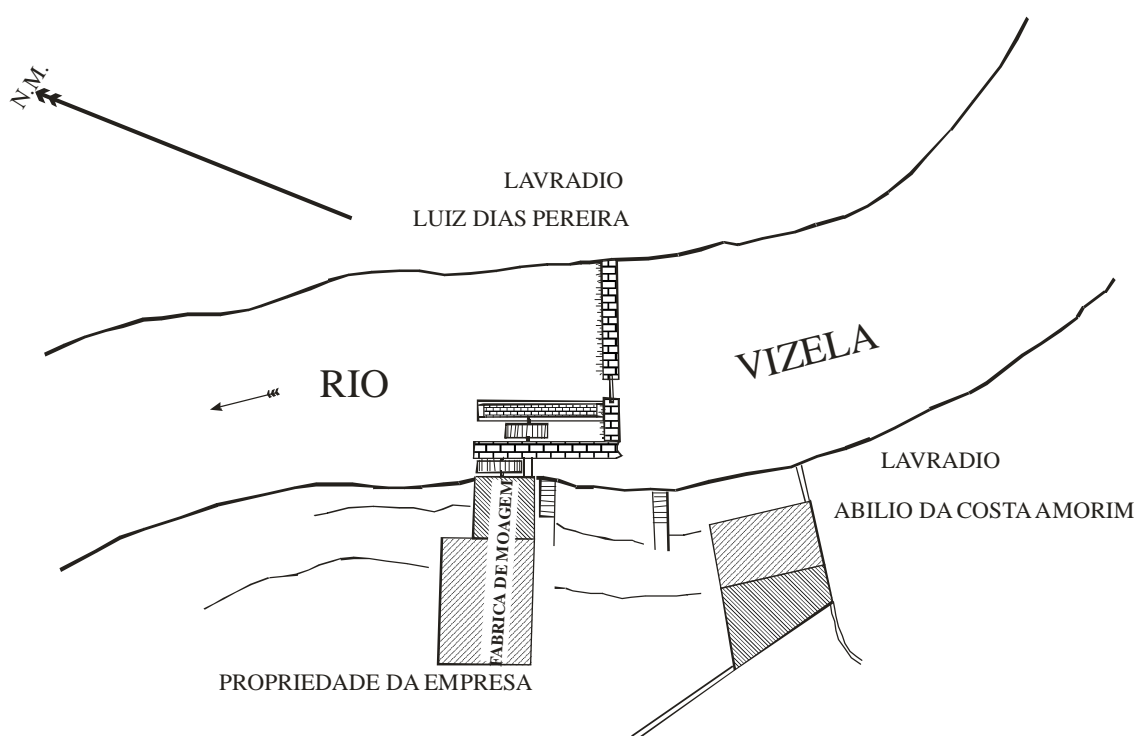 N.M.
LAVRADIO
LUIZ DIAS PEREIRA
RIO
VIZELA
LAVRADIO
ABILIO DA COSTA AMORIM
FABRICA DE MOAGEM
PROPRIEDADE DA EMPRESA